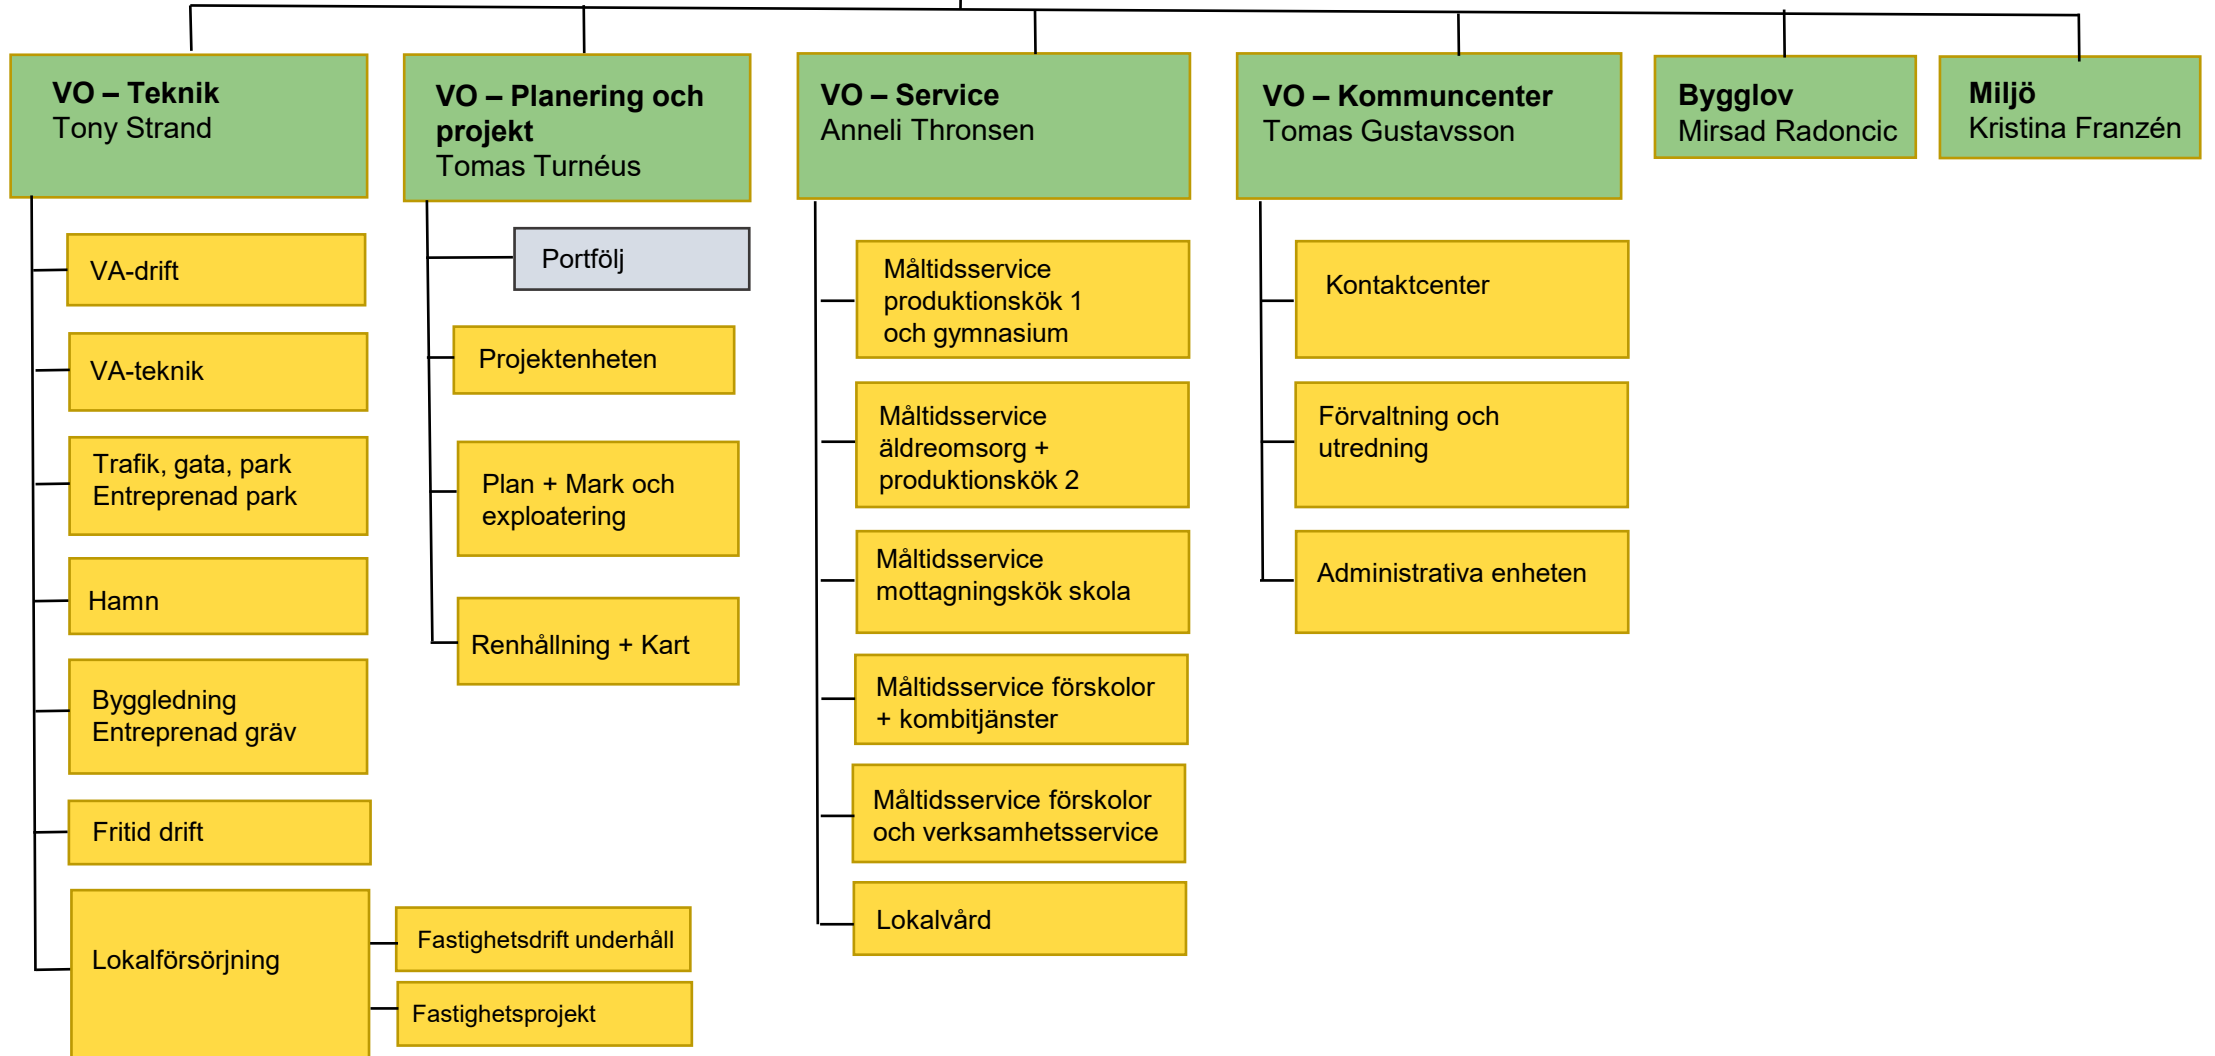 VO – Teknik
Tony Strand
VO – Planering och
projekt
Tomas Turnéus
VO – Service
Anneli Thronsen
VO – Kommuncenter
Tomas Gustavsson
Bygglov
Mirsad Radoncic
Miljö
Kristina Franzén
VA-drift
VA-teknik
Trafik, gata, park
Entreprenad park
Hamn
Byggledning
Entreprenad gräv
Fritid drift
Lokalförsörjning
Fastighetsdrift underhåll
Fastighetsprojekt
Portfölj
Projektenheten
Plan + Mark och
exploatering
Renhållning + Kart
Måltidsservice
produktionskök 1
och gymnasium
Måltidsservice
äldreomsorg +
produktionskök 2
Måltidsservice
mottagningskök skola
Måltidsservice förskolor
+ kombitjänster
Måltidsservice förskolor
och verksamhetsservice
Lokalvård
Kontaktcenter
Förvaltning och
utredning
Administrativa enheten